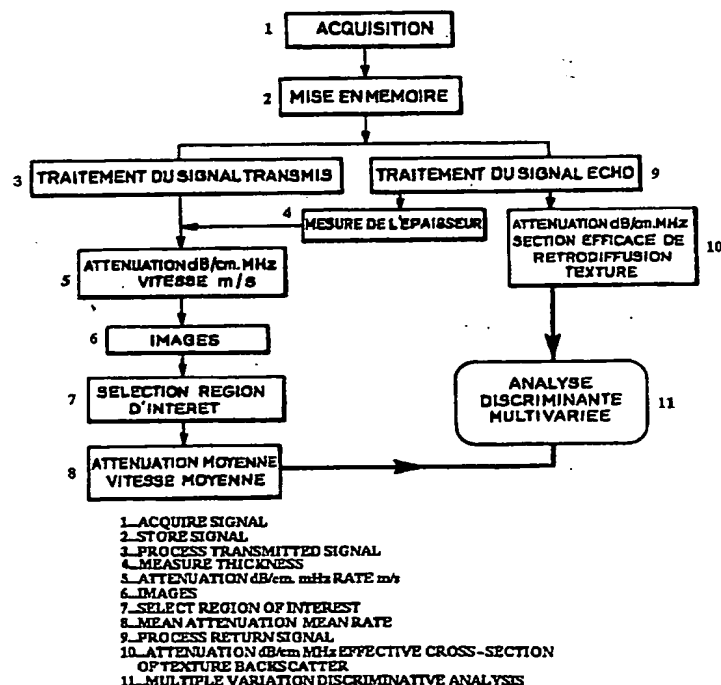 1 ACQUISITION
2 MISE EN MEMOIRE
3 TRAITEMENT DU SIGNAL TRANSMIS
TRAITEMENT DU SIGNAL ECHO 9
4 MESURE DE L'EPAISSEUR
ATTENUATION dB/cm.MHz
SECTION EFFICACE DE
RETRODIFFUSION
TEXTURE
10
5 ATTENUATION dB/cm.MHz
VITESSE m/s
6 IMAGES
7 SELECTION REGION
D'INTERET
ANALYSE
DISCRIMINANTE
MULTIVARIEE
11
8 ATTENUATION MOYENNE
VITESSE MOYENNE
1_ACQUIRE SIGNAL
2_STORE SIGNAL
3_PROCESS TRANSMITTED SIGNAL
4_MEASURE THICKNESS
5_ATTENUATION dB/cm. mHz RATE m/s
6_IMAGES
7_SELECT REGION OF INTEREST
8_MEAN ATTENUATION MEAN RATE
9_PROCESS RETURN SIGNAL
10_ATTENUATION dB/cm MHz EFFECTIVE CROSS-SECTION
OF TEXTURE BACKSCATTER
11_MULTIPLE VARIATION DISCRIMINATIVE ANALYSIS